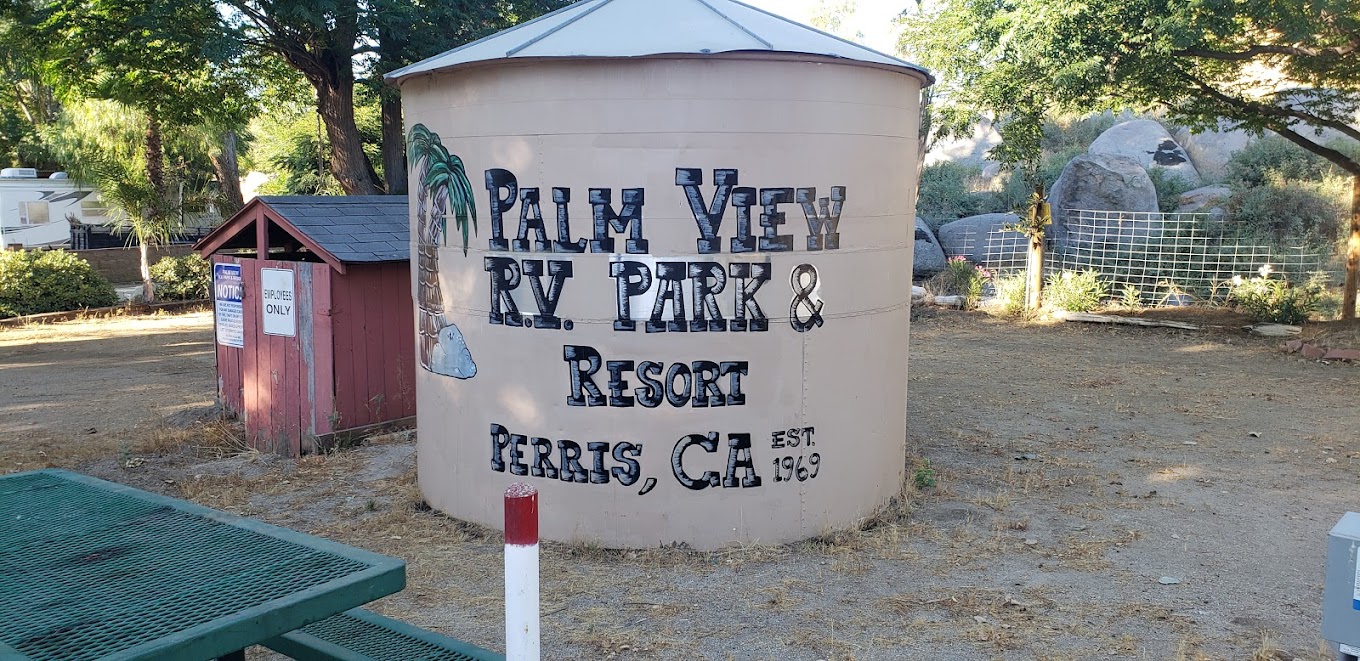 PALM VIEW
R.V. PARK &
RESORT
PERRIS, CA EST.
1969
NOTICE
EMPLOYEES
ONLY